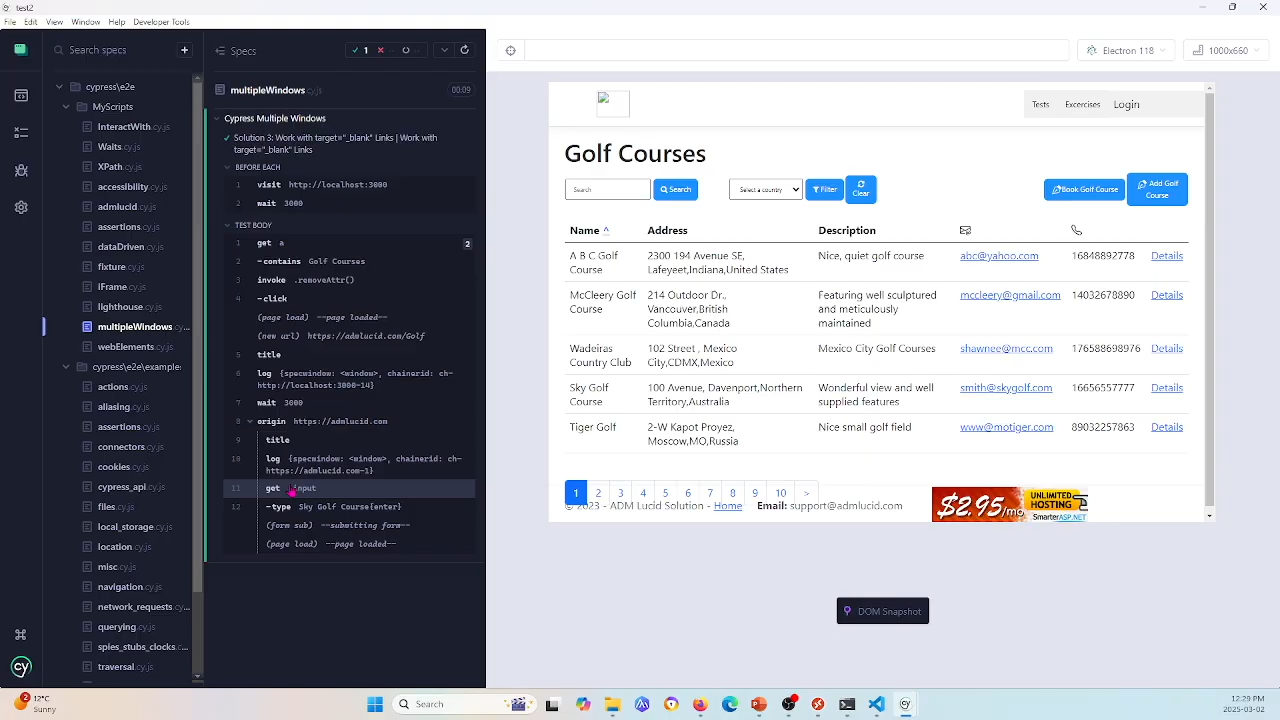 test2
File Edit View Window Help Developer Tools
Search specs
cypress\e2e
MyScripts
InteractWith.cy.js
Waits.cy.js
XPath.cy.js
accessibility.cy.js
admlucid.cy.js
assertions.cy.js
dataDriven.cy.js
fixture.cy.js
iFrame.cy.js
lighthouse.cy.js
multipleWindows.cy...
webElements.cy.js
cypress\e2e\example
actions.cy.js
aliasing.cy.js
assertions.cy.js
connectors.cy.js
cookies.cy.js
files.cy.js
local_storage.cy.js
location.cy.js
misc.cy.js
navigation.cy.js
network_requests.cy...
querying.cy.js
spies_stubs_clocks.c...
traversal.cy.js
Specs
1 -- --
multipleWindows cy.js 00:09
Cypress Multiple Windows
Solution 3: Work with target="_blank" Links | Work with
target="_blank" Links
BEFORE EACH
1 visit http://localhost:3000
2 wait 3000
TEST BODY
1 get a 2
2 -contains Golf Courses
3 invoke .removeAttr()
4 -click
(page load) --page loaded--
(new url) https://admlucid.com/Golf
5 title
6 log {specwindow: <window>, chainerid: ch-
http://localhost:3000-14}
7 wait 3000
8 origin https://admlucid.com
9 title
10 log {specwindow: <window>, chainerid: ch-
https://admlucid.com-1}
11 get input
12 -type Sky Golf Course{enter}
(form sub) --submitting form--
(page load) --page loaded--
Electron 118
1000x660
Tests Excercises Login
Golf Courses
Search Search Select a country Filter Clear Book Golf Course Add Golf Course
Name ^ Address Description
A B C Golf Course 2300 194 Avenue SE, Lafeyeet,Indiana,United States Nice, quiet golf course abc@yahoo.com 16848892778 Details
McCleery Golf Course 214 Outdoor Dr., Vancouver,British Columbia,Canada Featuring well sculptured and meticulously maintained mccleery@gmail.com 14032670890 Details
Wadeiras Country Club 102 Street , Mexico City,CDMX,Mexico Mexico City Golf Courses shawnee@mcc.com 176588698976 Details
Sky Golf Course 100 Avenue, Davenport,Northern Territory,Australia Wonderful view and well supplied features smith@skygolf.com 16656557777 Details
Tiger Golf 2-W Kapot Proyez, Moscow,MO,Russia Nice small golf field www@motiger.com 89032257863 Details
1 2 3 4 5 6 7 8 9 10 >
© 2023 - ADM Lucid Solution - Home Email: support@admlucid.com
$2.95/mo UNLIMITED HOSTING SmarterASP.NET
DOM Snapshot
12°C
Sunny
Search
12:29 PM
2025-03-02